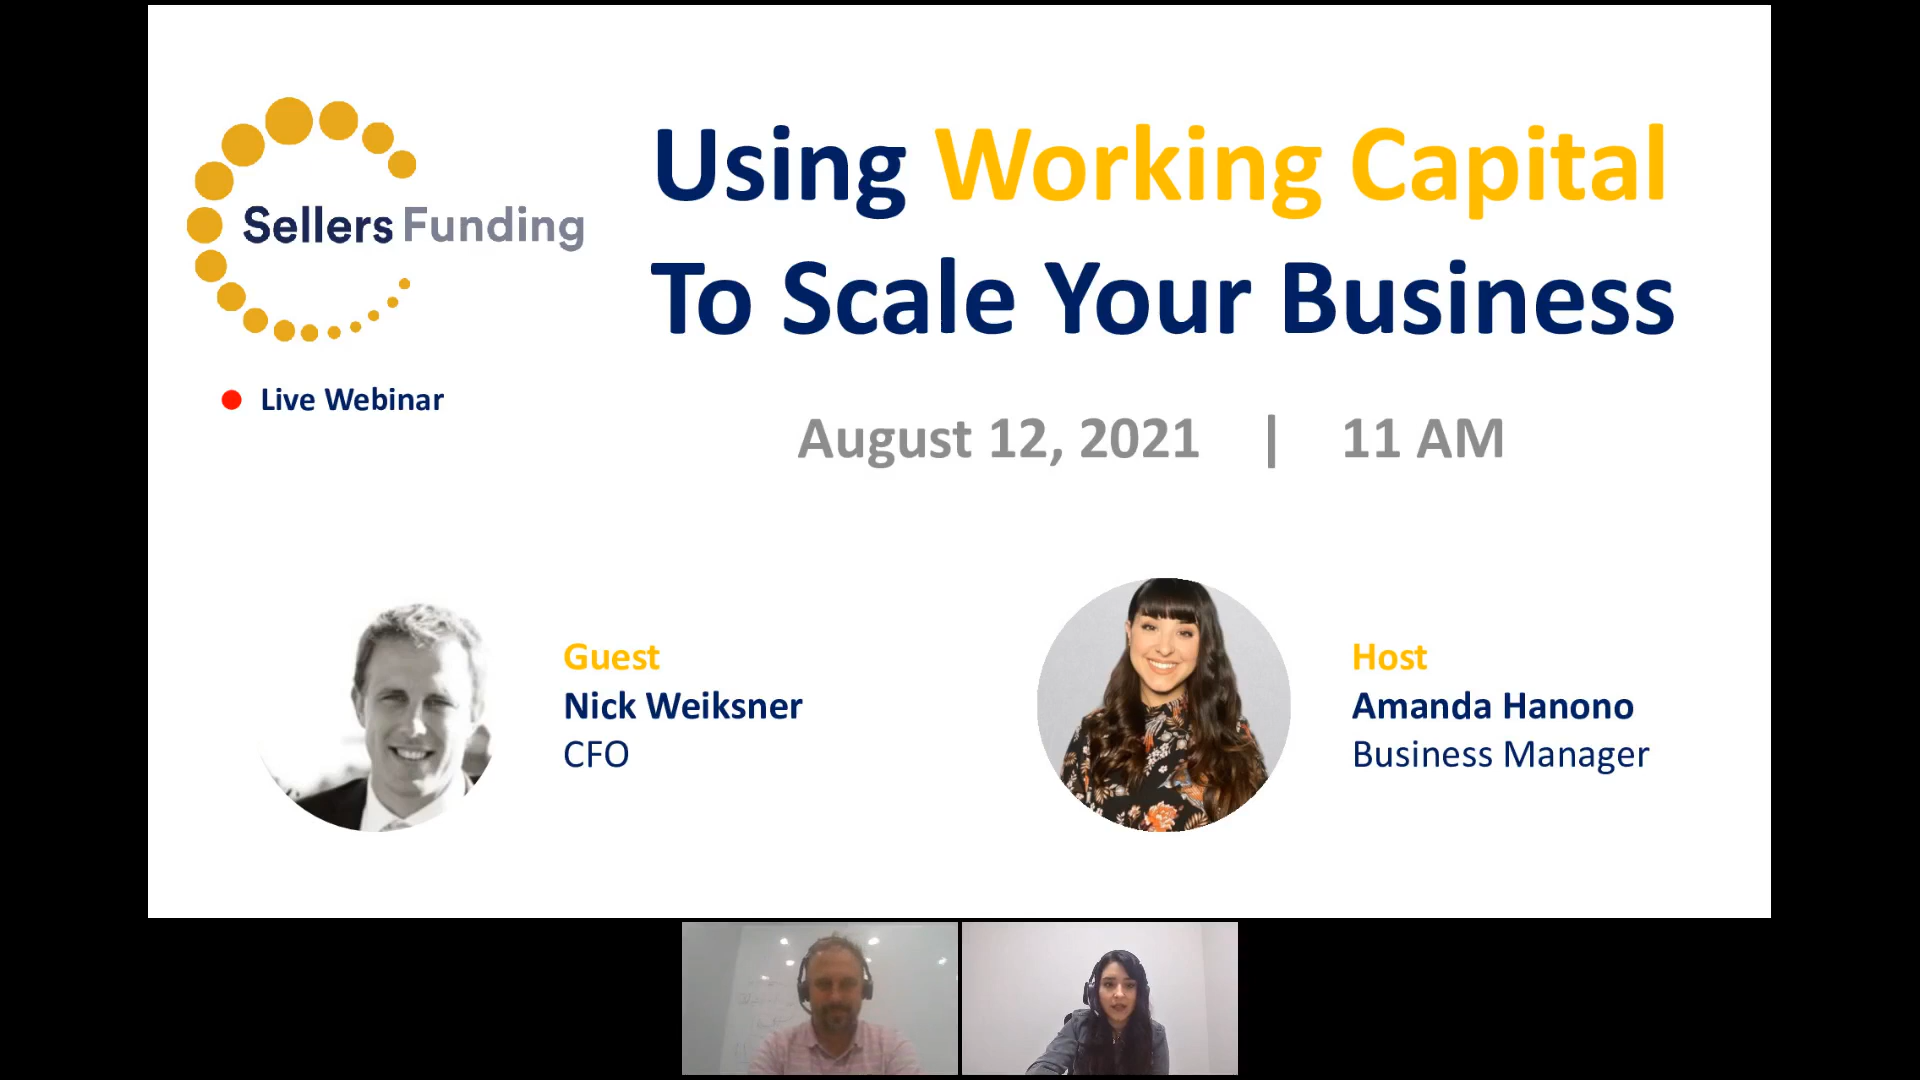 Using Working Capital
To Scale Your Business
Sellers Funding
Live Webinar
August 12, 2021 | 11 AM
Guest
Nick Weiksner
CFO
Host
Amanda Hanono
Business Manager